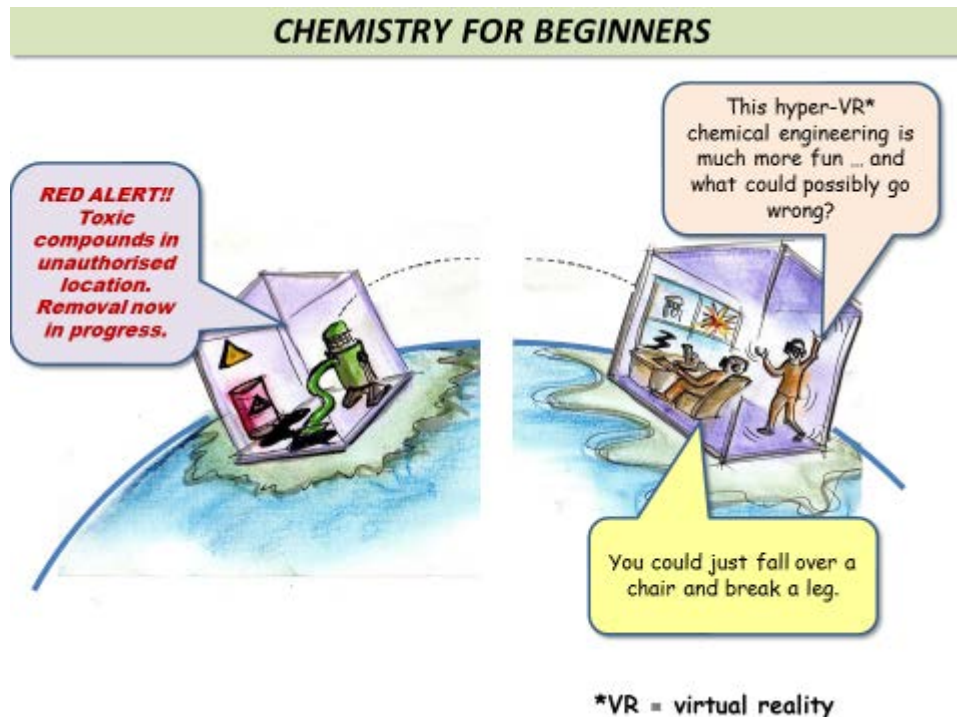 CHEMISTRY FOR BEGINNERS
RED ALERT!!
Toxic
compounds in
unauthorised
location.
Removal now
in progress.
This hyper-VR*
chemical engineering is
much more fun ... and
what could possibly go
wrong?
You could just fall over a
chair and break a leg.
*VR = virtual reality